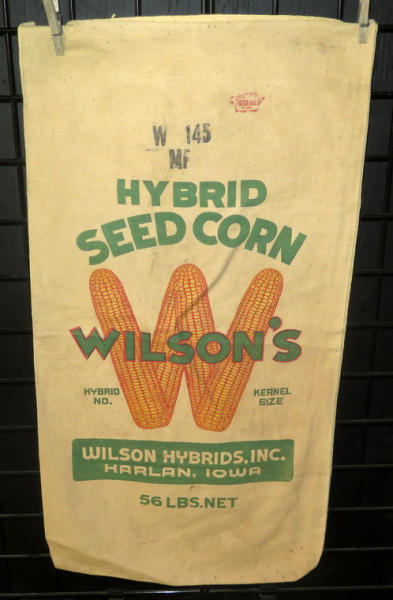 W 145
MF
HYBRID
SEED CORN
WILSON'S
HYBRID
NO.
KERNEL
SIZE
WILSON HYBRIDS, INC.
HARLAN, IOWA
56 LBS. NET